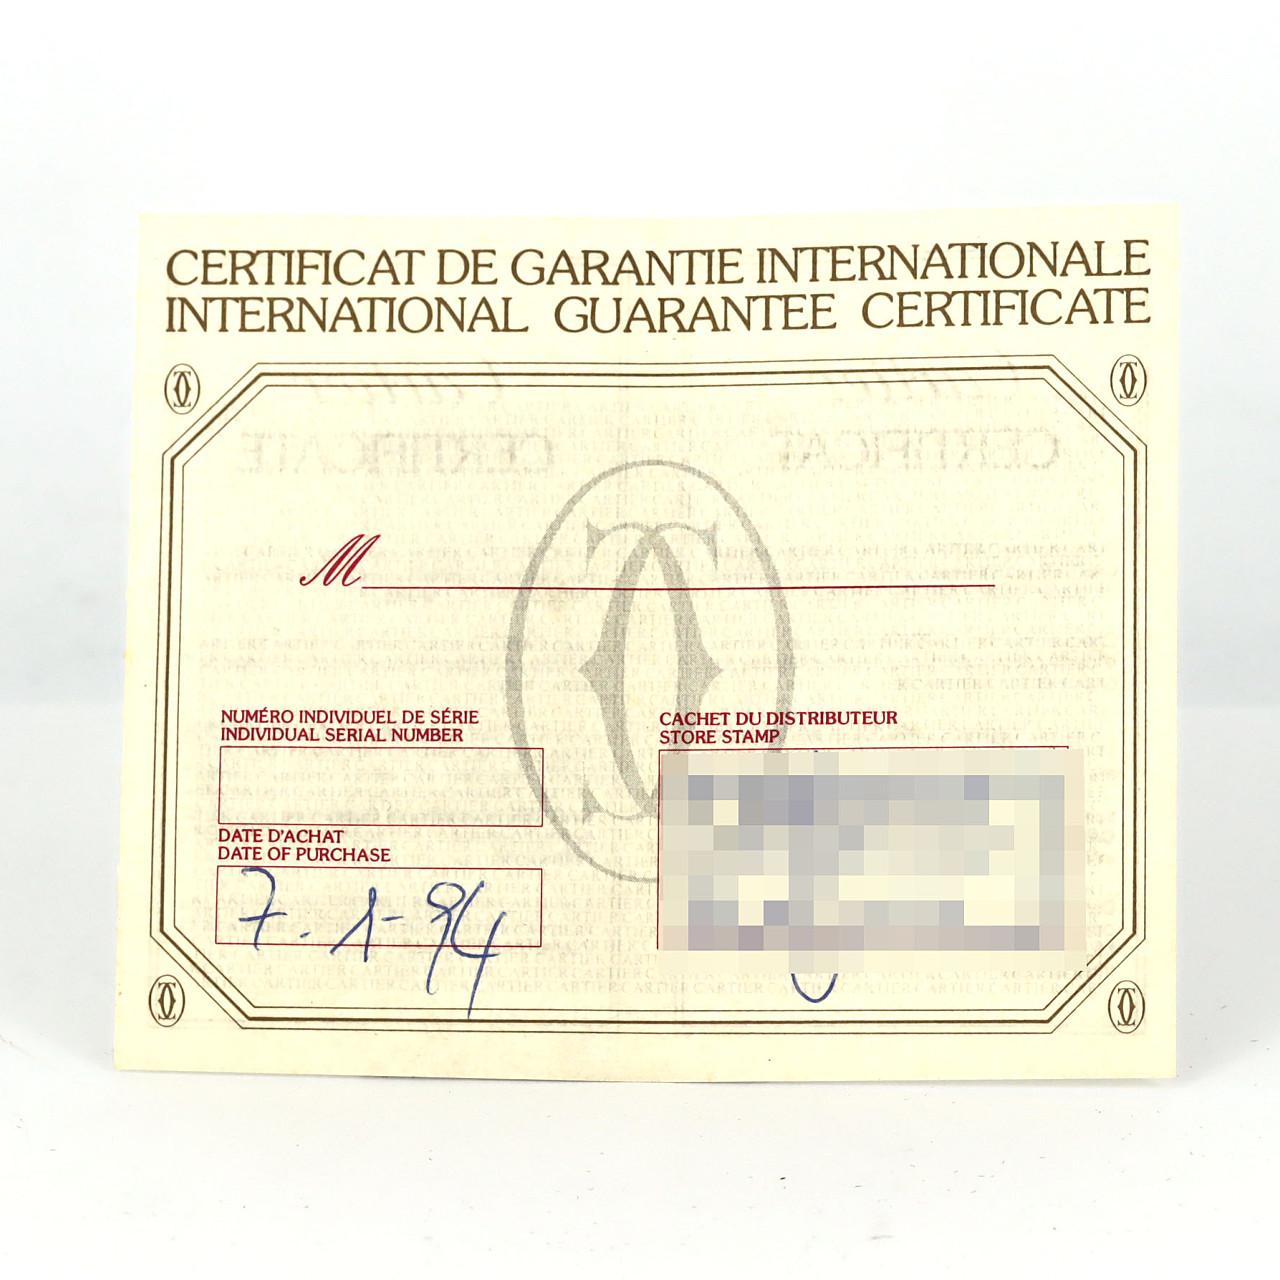 CERTIFICAT DE GARANTIE INTERNATIONALE
INTERNATIONAL GUARANTEE CERTIFICATE
M
NUMÉRO INDIVIDUEL DE SÉRIE
INDIVIDUAL SERIAL NUMBER
CACHET DU DISTRIBUTEUR
STORE STAMP
DATE D'ACHAT
DATE OF PURCHASE
7.1-94